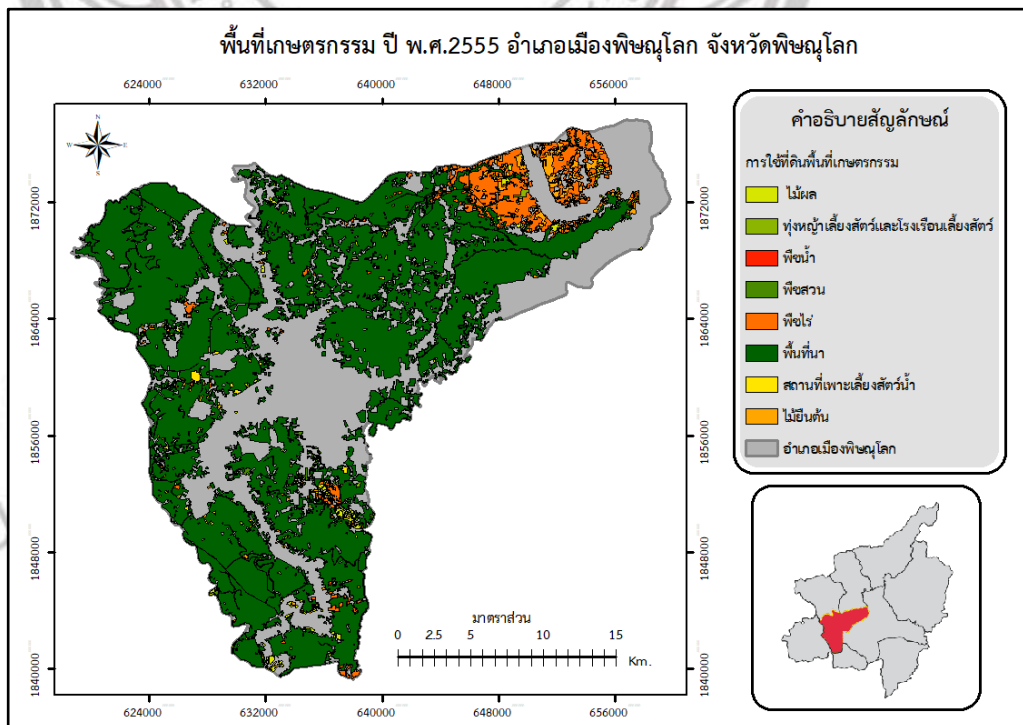 พื้นที่เกษตรกรรม ปี พ.ศ.2555 อำเภอเมืองพิษณุโลก จังหวัดพิษณุโลก
624000 632000 640000 648000 656000
N
W E
S
1872000 1872000
1864000 1864000
1856000 1856000
1848000 1848000
1840000 1840000
มาตราส่วน
0 2.5 5 10 15
Km.
624000 632000 640000 648000 656000
คำอธิบายสัญลักษณ์
การใช้ที่ดินพื้นที่เกษตรกรรม
ไม้ผล
ทุ่งหญ้าเลี้ยงสัตว์และโรงเรือนเลี้ยงสัตว์
พืชน้ำ
พืชสวน
พืชไร่
พื้นที่นา
สถานที่เพาะเลี้ยงสัตว์น้ำ
ไม้ยืนต้น
อำเภอเมืองพิษณุโลก